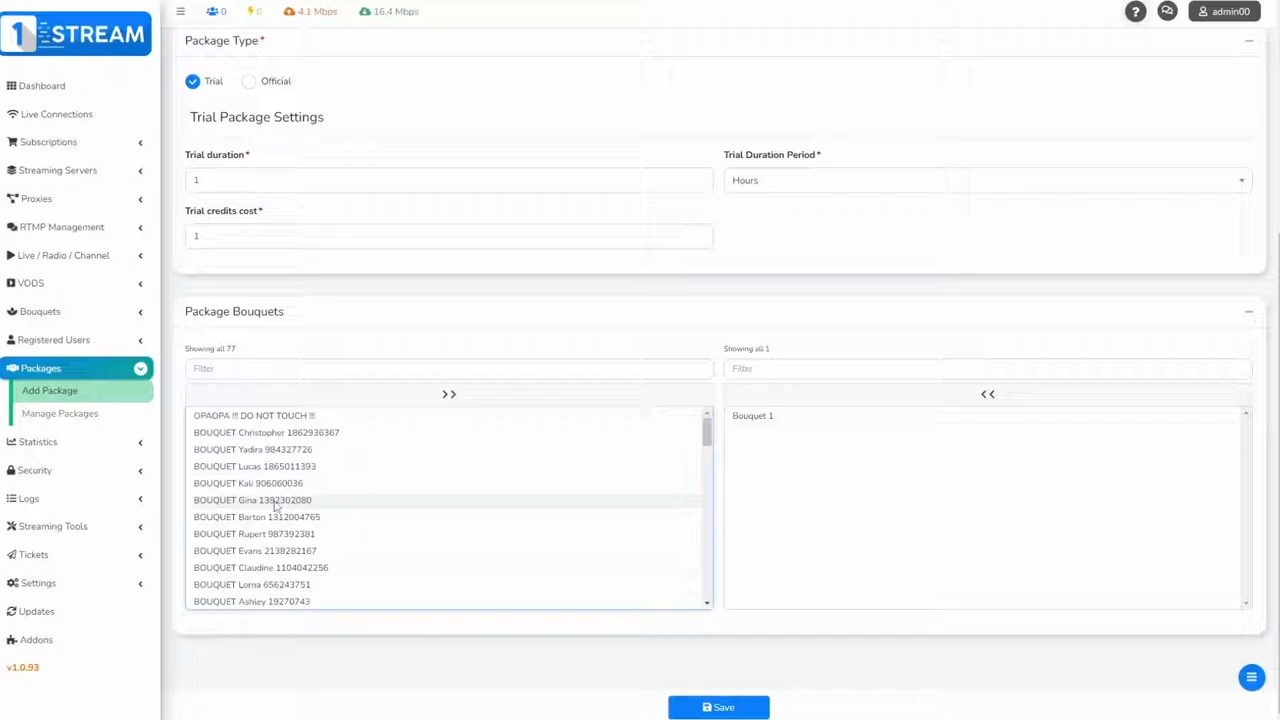 1 STREAM
0
0
4.1 Mbps
16.4 Mbps
?
admin00
Dashboard
Live Connections
Subscriptions
Streaming Servers
Proxies
RTMP Management
Live / Radio / Channel
VODS
Bouquets
Registered Users
Packages
Add Package
Manage Packages
Statistics
Security
Logs
Streaming Tools
Tickets
Settings
Updates
Addons
v1.0.93
Package Type*
Trial
Official
Trial Package Settings
Trial duration*
Trial Duration Period*
1
Hours
Trial credits cost*
1
Package Bouquets
Showing all 77
Showing all 1
Filter
Filter
>>
<<
OPAOPA !!! DO NOT TOUCH !!!
Bouquet 1
BOUQUET Christopher 1862936367
BOUQUET Yadira 984327726
BOUQUET Lucas 1865011393
BOUQUET Kali 906060036
BOUQUET Gina 1392302080
BOUQUET Barton 1312004765
BOUQUET Rupert 987392381
BOUQUET Evans 2138282167
BOUQUET Claudine 1104042256
BOUQUET Lorna 656243751
BOUQUET Ashley 19270743
Save